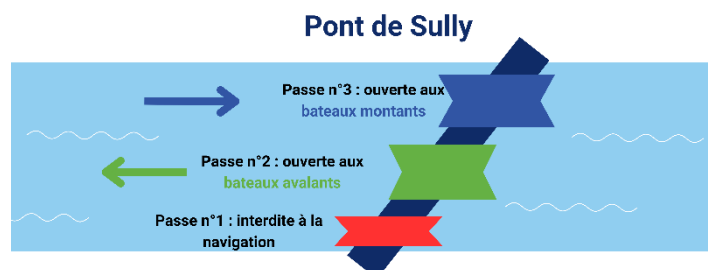 Pont de Sully
Passe n°3 : ouverte aux
bateaux montants
Passe n°2 : ouverte aux
bateaux avalants
Passe n°1 : interdite à la
navigation